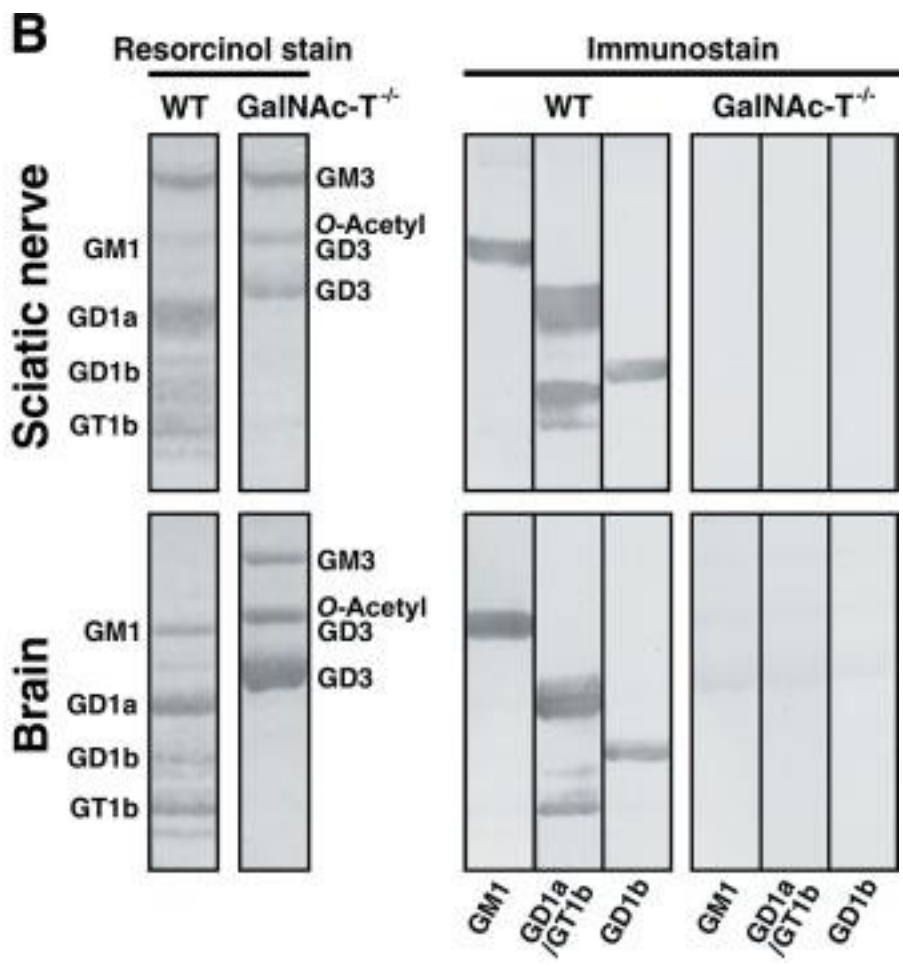 B
Resorcinol stain
Immunostain
WT
GalNAc-T-/-
WT
GalNAc-T-/-
Sciatic nerve
GM1
GD1a
GD1b
GT1b
GM3
O-Acetyl
GD3
GD3
Brain
GM1
GD1a
GD1b
GT1b
GM3
O-Acetyl
GD3
GD3
GM1
GD1a
/GT1b
GD1b
GM1
GD1a
/GT1b
GD1b